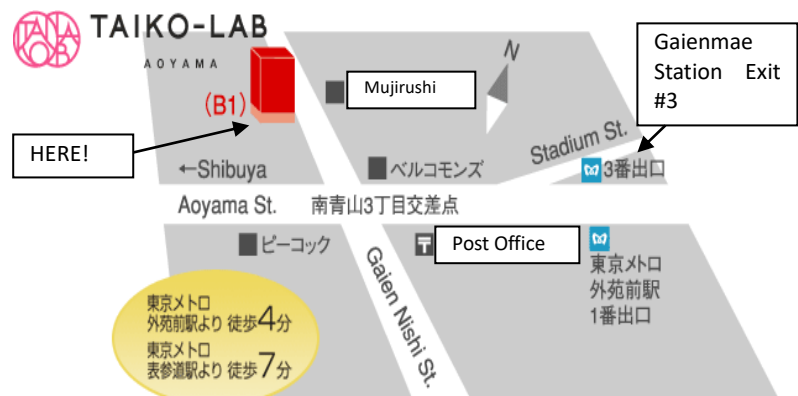 TAIKO-LAB
AOYAMA
TAIKO LAB
N
Gaienmae
Station Exit
#3
Mujirushi
(B1)
HERE!
Stadium St.
←Shibuya
ベルコモンズ
3番出口
Aoyama St.
南青山3丁目交差点
ピーコック
〒
Post Office
東京メトロ
外苑前駅
1番出口
Gaien Nishi St.
東京メトロ
外苑前駅より 徒歩4分
東京メトロ
表参道駅より 徒歩7分